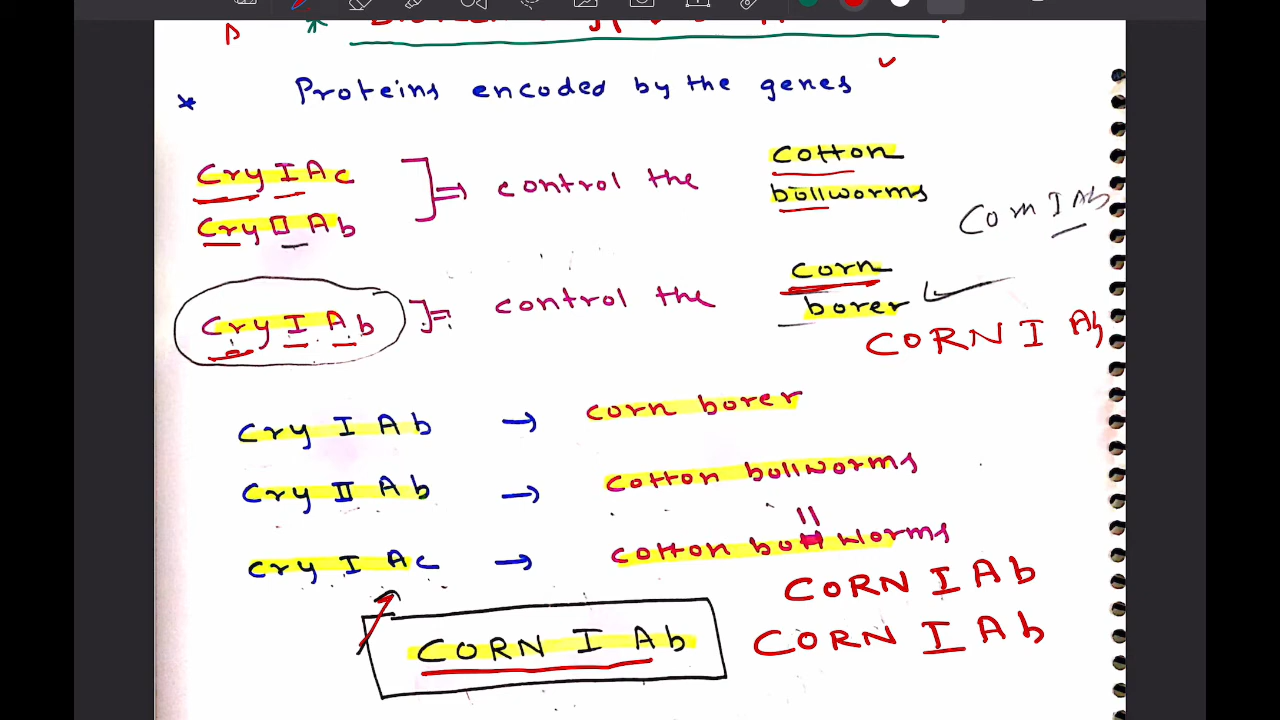 * Proteins encoded by the genes
Cry I Ac
Cry II Ab
⇒ control the
Cotton
bollworms
Corn I Ab
Cry I Ab
= control the
corn
borer
CORN I Ab
Cry I Ab → corn borer
Cry II Ab → cotton bollworms
cry I Ac → cotton bollworms
CORN I Ab
CORN I Ab
CORN I Ab